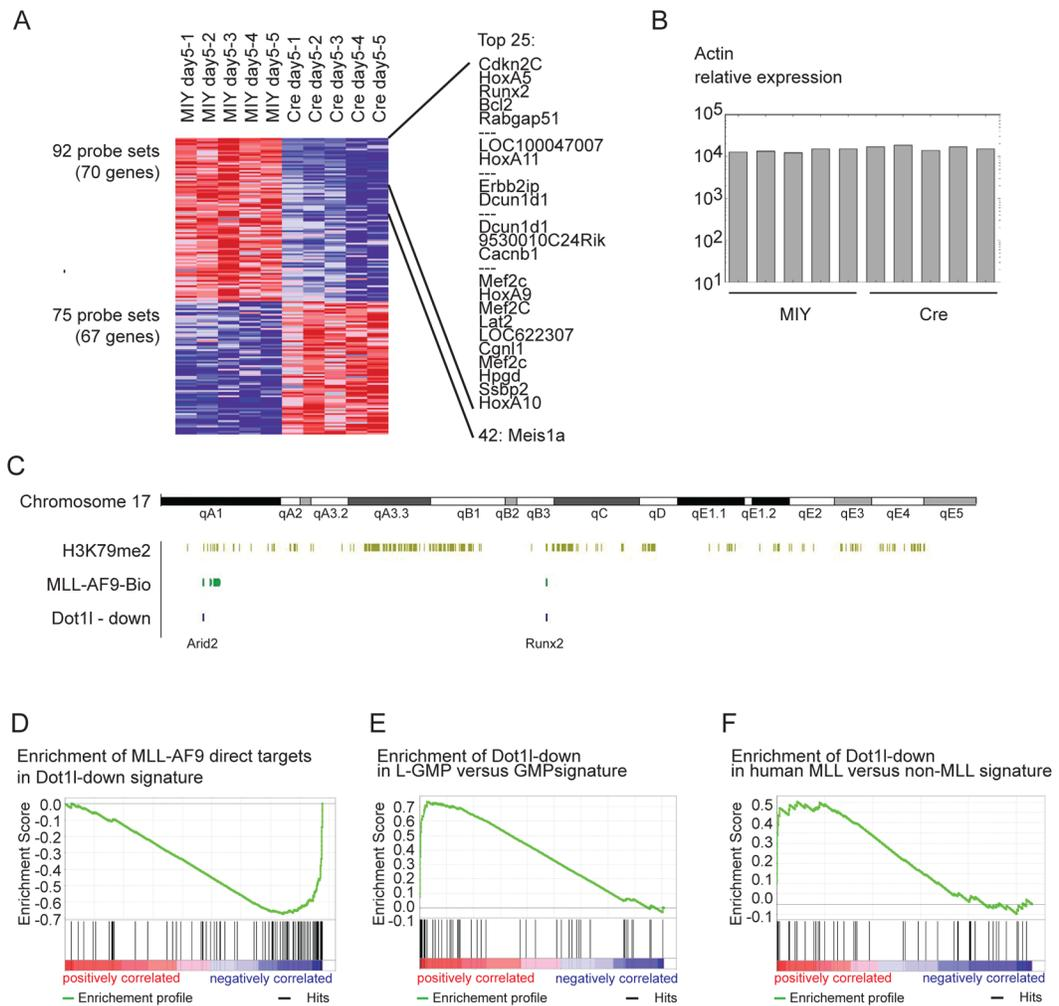 A
MIY day5-1
MIY day5-2
MIY day5-3
MIY day5-4
MIY day5-5
Cre day5-1
Cre day5-2
Cre day5-3
Cre day5-4
Cre day5-5
92 probe sets
(70 genes)
75 probe sets
(67 genes)
Top 25:
Cdkn2C
HoxA5
Runx2
Bcl2
Rabgap51
---
LOC100047007
HoxA11
---
Erbb2ip
Dcun1d1
---
Dcun1d1
9530010C24Rik
Cacnb1
---
Mef2c
HoxA9
Mef2C
Lat2
LOC622307
Cgnl1
Mef2c
Hpgd
Ssbp2
HoxA10
42: Meis1a
B
Actin
relative expression
10^5
10^4
10^3
10^2
10^1
MIY Cre
C
Chromosome 17
qA1 qA2 qA3.2 qA3.3 qB1 qB2 qB3 qC qD qE1.1 qE1.2 qE2 qE3 qE4 qE5
H3K79me2
MLL-AF9-Bio
Dot1l - down
Arid2 Runx2
D
Enrichment of MLL-AF9 direct targets
in Dot1l-down signature
Enrichment Score
0.0
-0.1
-0.2
-0.3
-0.4
-0.5
-0.6
-0.7
positively correlated negatively correlated
Enrichement profile Hits
E
Enrichment of Dot1l-down
in L-GMP versus GMPsignature
Enrichment Score
0.7
0.6
0.5
0.4
0.3
0.2
0.1
0.0
-0.1
positively correlated negatively correlated
Enrichement profile Hits
F
Enrichment of Dot1l-down
in human MLL versus non-MLL signature
Enrichment Score
0.5
0.4
0.3
0.2
0.1
0.0
-0.1
positively correlated negatively correlated
Enrichement profile Hits